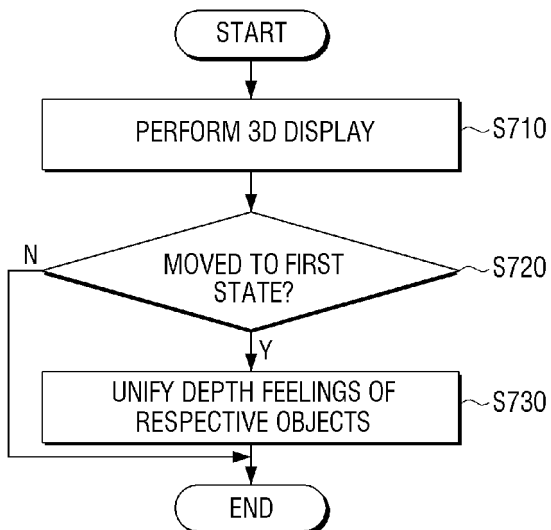 START
PERFORM 3D DISPLAY
S710
N
MOVED TO FIRST
STATE?
S720
Y
UNIFY DEPTH FEELINGS OF
RESPECTIVE OBJECTS
S730
END